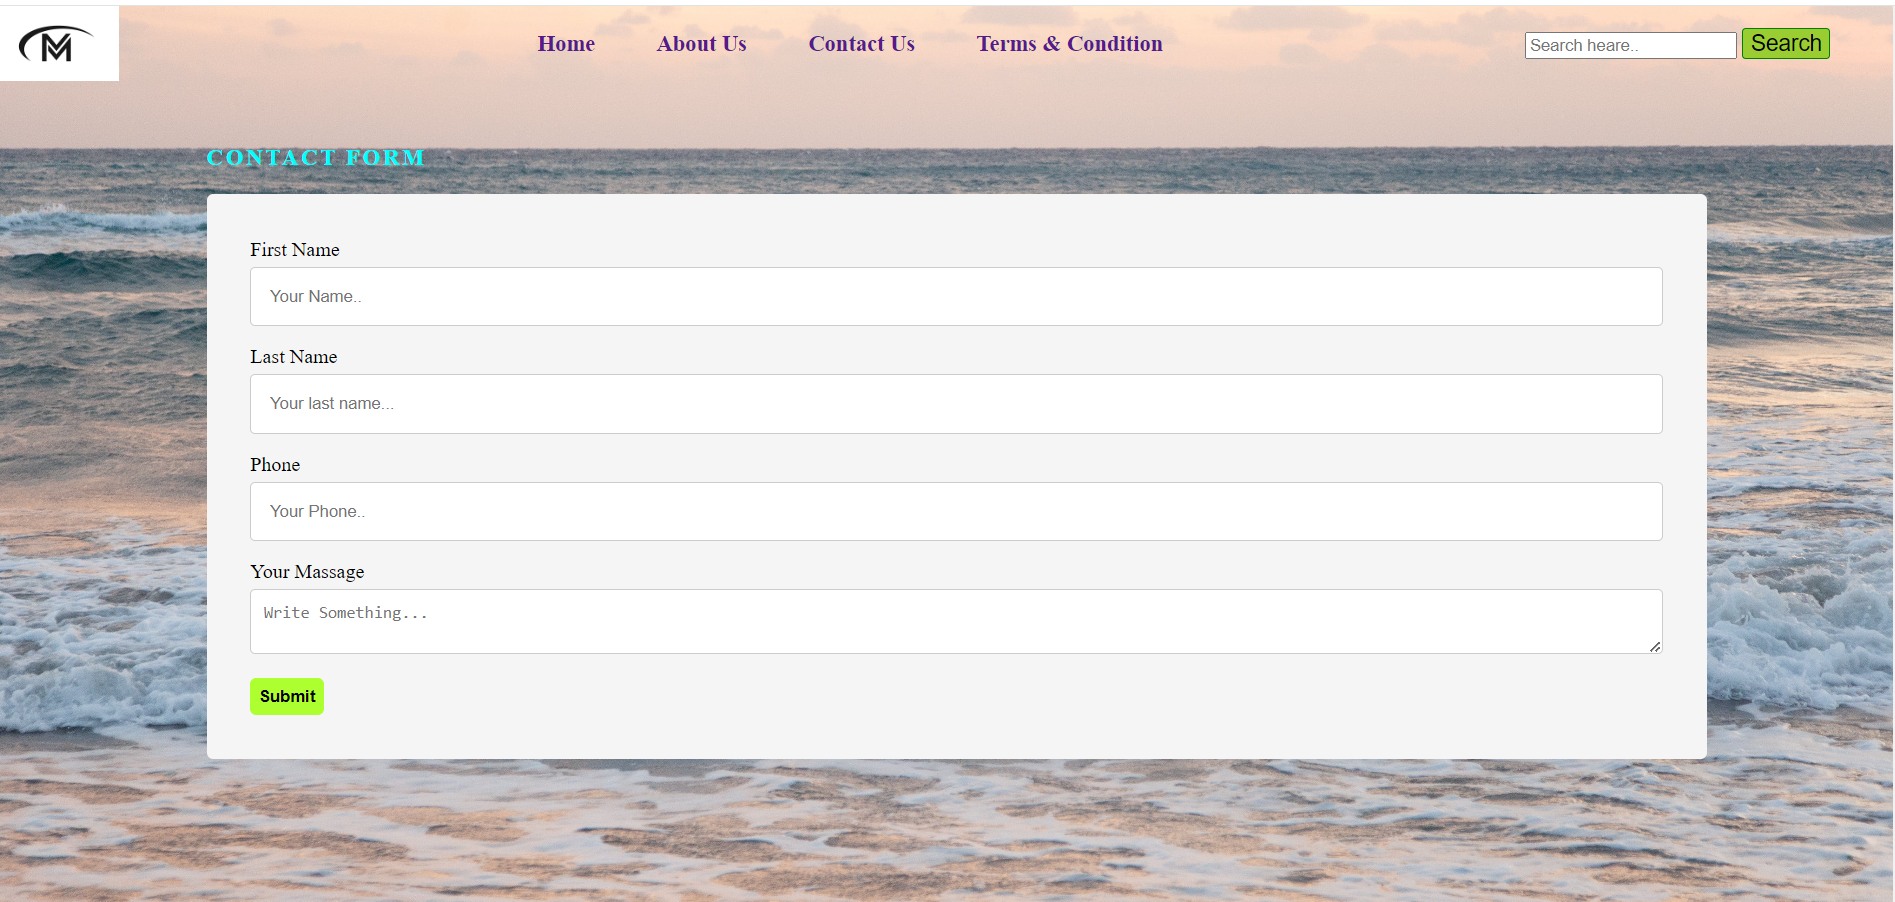 Home About Us Contact Us Terms & Condition Search heare.. Search
CONTACT FORM
First Name
Your Name..
Last Name
Your last name...
Phone
Your Phone..
Your Massage
Write Something...
Submit